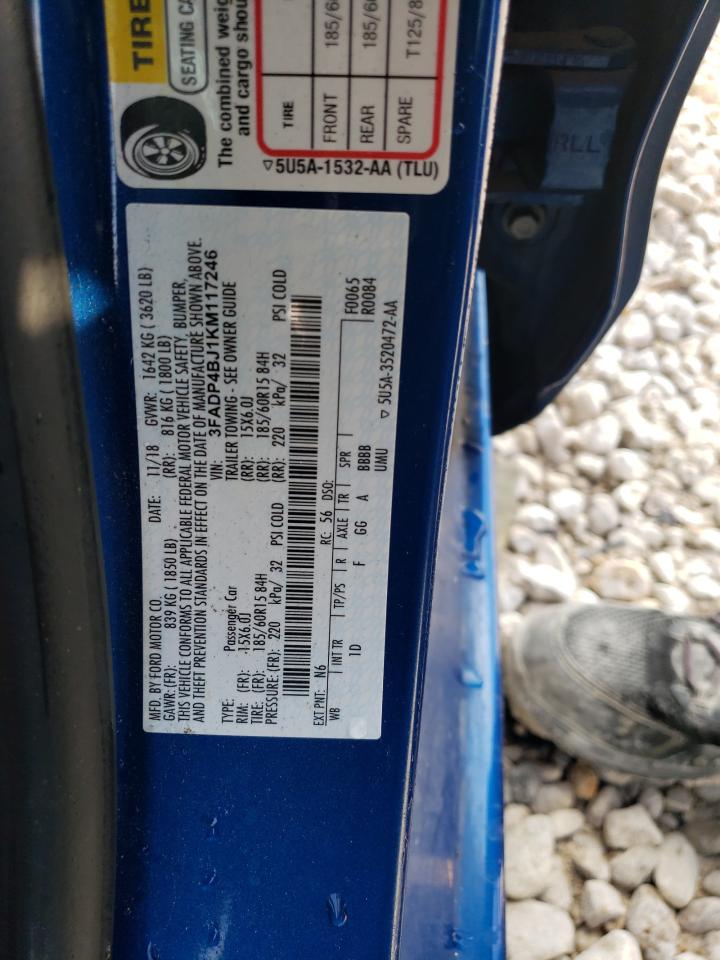 TIRE
SEATING CA
The combined weig
and cargo shou
TIRE
FRONT 185/60
REAR 185/60
SPARE T125/8
▽5U5A-1532-AA (TLU)
MFD. BY FORD MOTOR CO. DATE: 11/18 GVWR: 1642 KG ( 3620 LB)
GAWR: (FR): 839 KG ( 1850 LB) (RR): 816 KG ( 1800 LB)
THIS VEHICLE CONFORMS TO ALL APPLICABLE FEDERAL MOTOR VEHICLE SAFETY, BUMPER,
AND THEFT PREVENTION STANDARDS IN EFFECT ON THE DATE OF MANUFACTURE SHOWN ABOVE.
VIN: 3FADP4BJ1KM117246
TYPE: Passenger Car TRAILER TOWING - SEE OWNER GUIDE
RIM: (FR): 15X6.0J (RR): 15X6.0J
TIRE: (FR): 185/60R15 84H (RR): 185/60R15 84H
PRESSURE: (FR): 220 kPa/ 32 PSI COLD (RR): 220 kPa/ 32 PSI COLD
EXT PNT: N6 RC: 56 DSO: F0065
R0084
WB INT TR TP/PS R AXLE TR SPR
1D F GG A BBBB
UMU ▽ 5U5A-3520472-AA